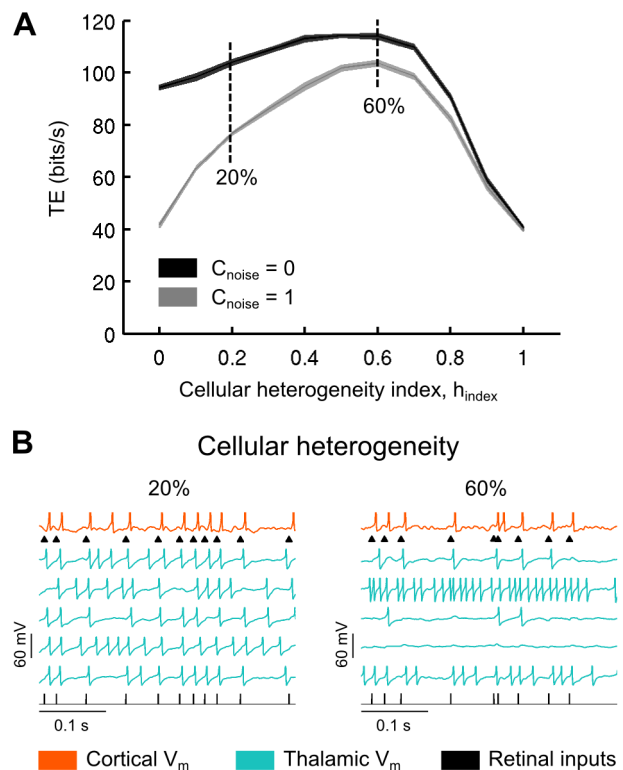 A
TE (bits/s)
120
100
80
60
40
20
0
20%
60%
C_noise = 0
C_noise = 1
0 0.2 0.4 0.6 0.8 1
Cellular heterogeneity index, h_index
B
Cellular heterogeneity
20% 60%
60 mV 60 mV
0.1 s 0.1 s
Cortical V_m Thalamic V_m Retinal inputs